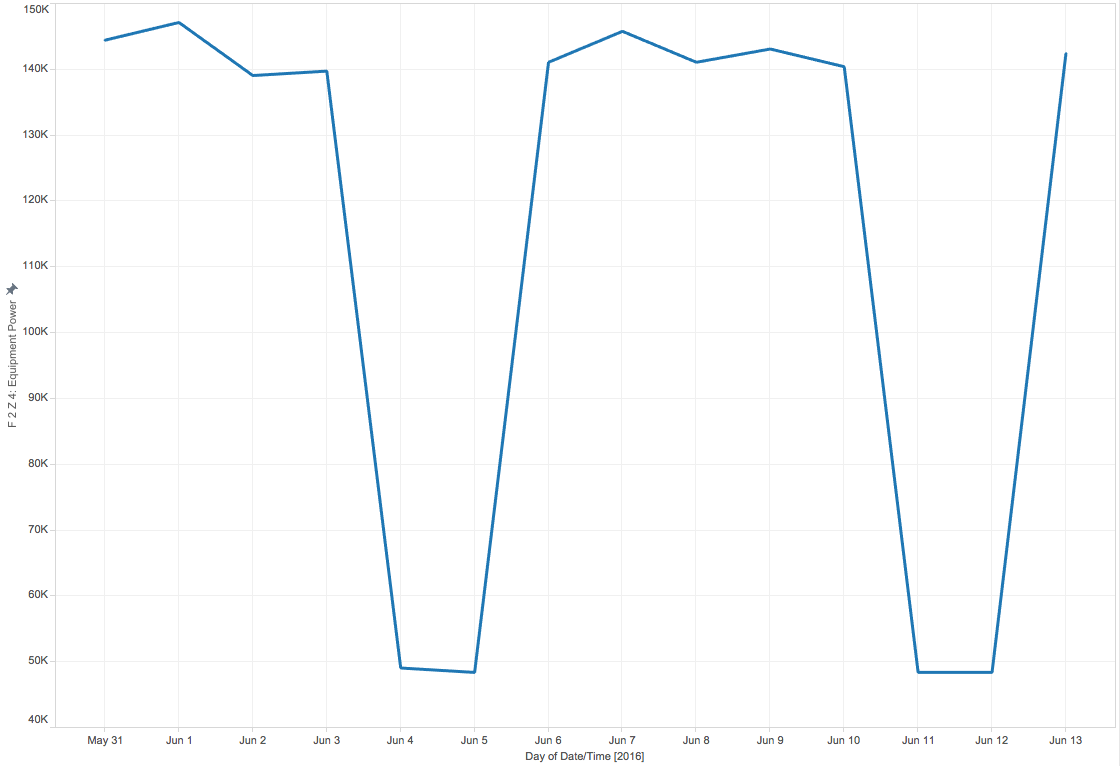 150K
140K
130K
120K
110K
100K
90K
80K
70K
60K
50K
40K
F 2 Z 4: Equipment Power
May 31 Jun 1 Jun 2 Jun 3 Jun 4 Jun 5 Jun 6 Jun 7 Jun 8 Jun 9 Jun 10 Jun 11 Jun 12 Jun 13
Day of Date/Time [2016]